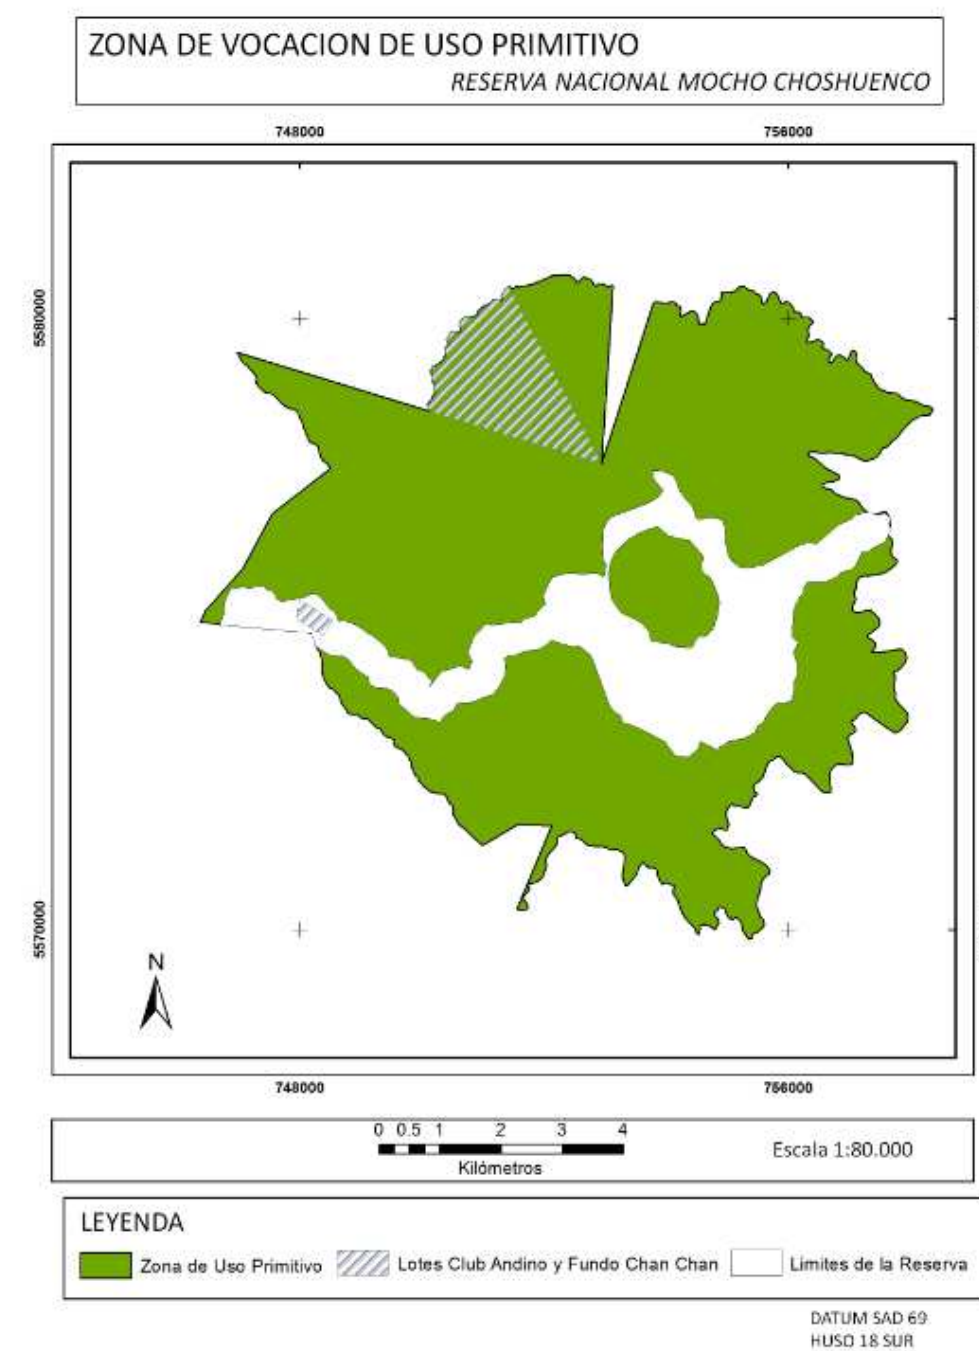 ZONA DE VOCACION DE USO PRIMITIVO
RESERVA NACIONAL MOCHO CHOSHUENCO
748000 756000
5580000
5570000
N
748000 756000
0 0.5 1 2 3 4
Kilómetros
Escala 1:80.000
LEYENDA
Zona de Uso Primitivo Lotes Club Andino y Fundo Chan Chan Limites de la Reserva
DATUM SAD 69
HUSO 18 SUR